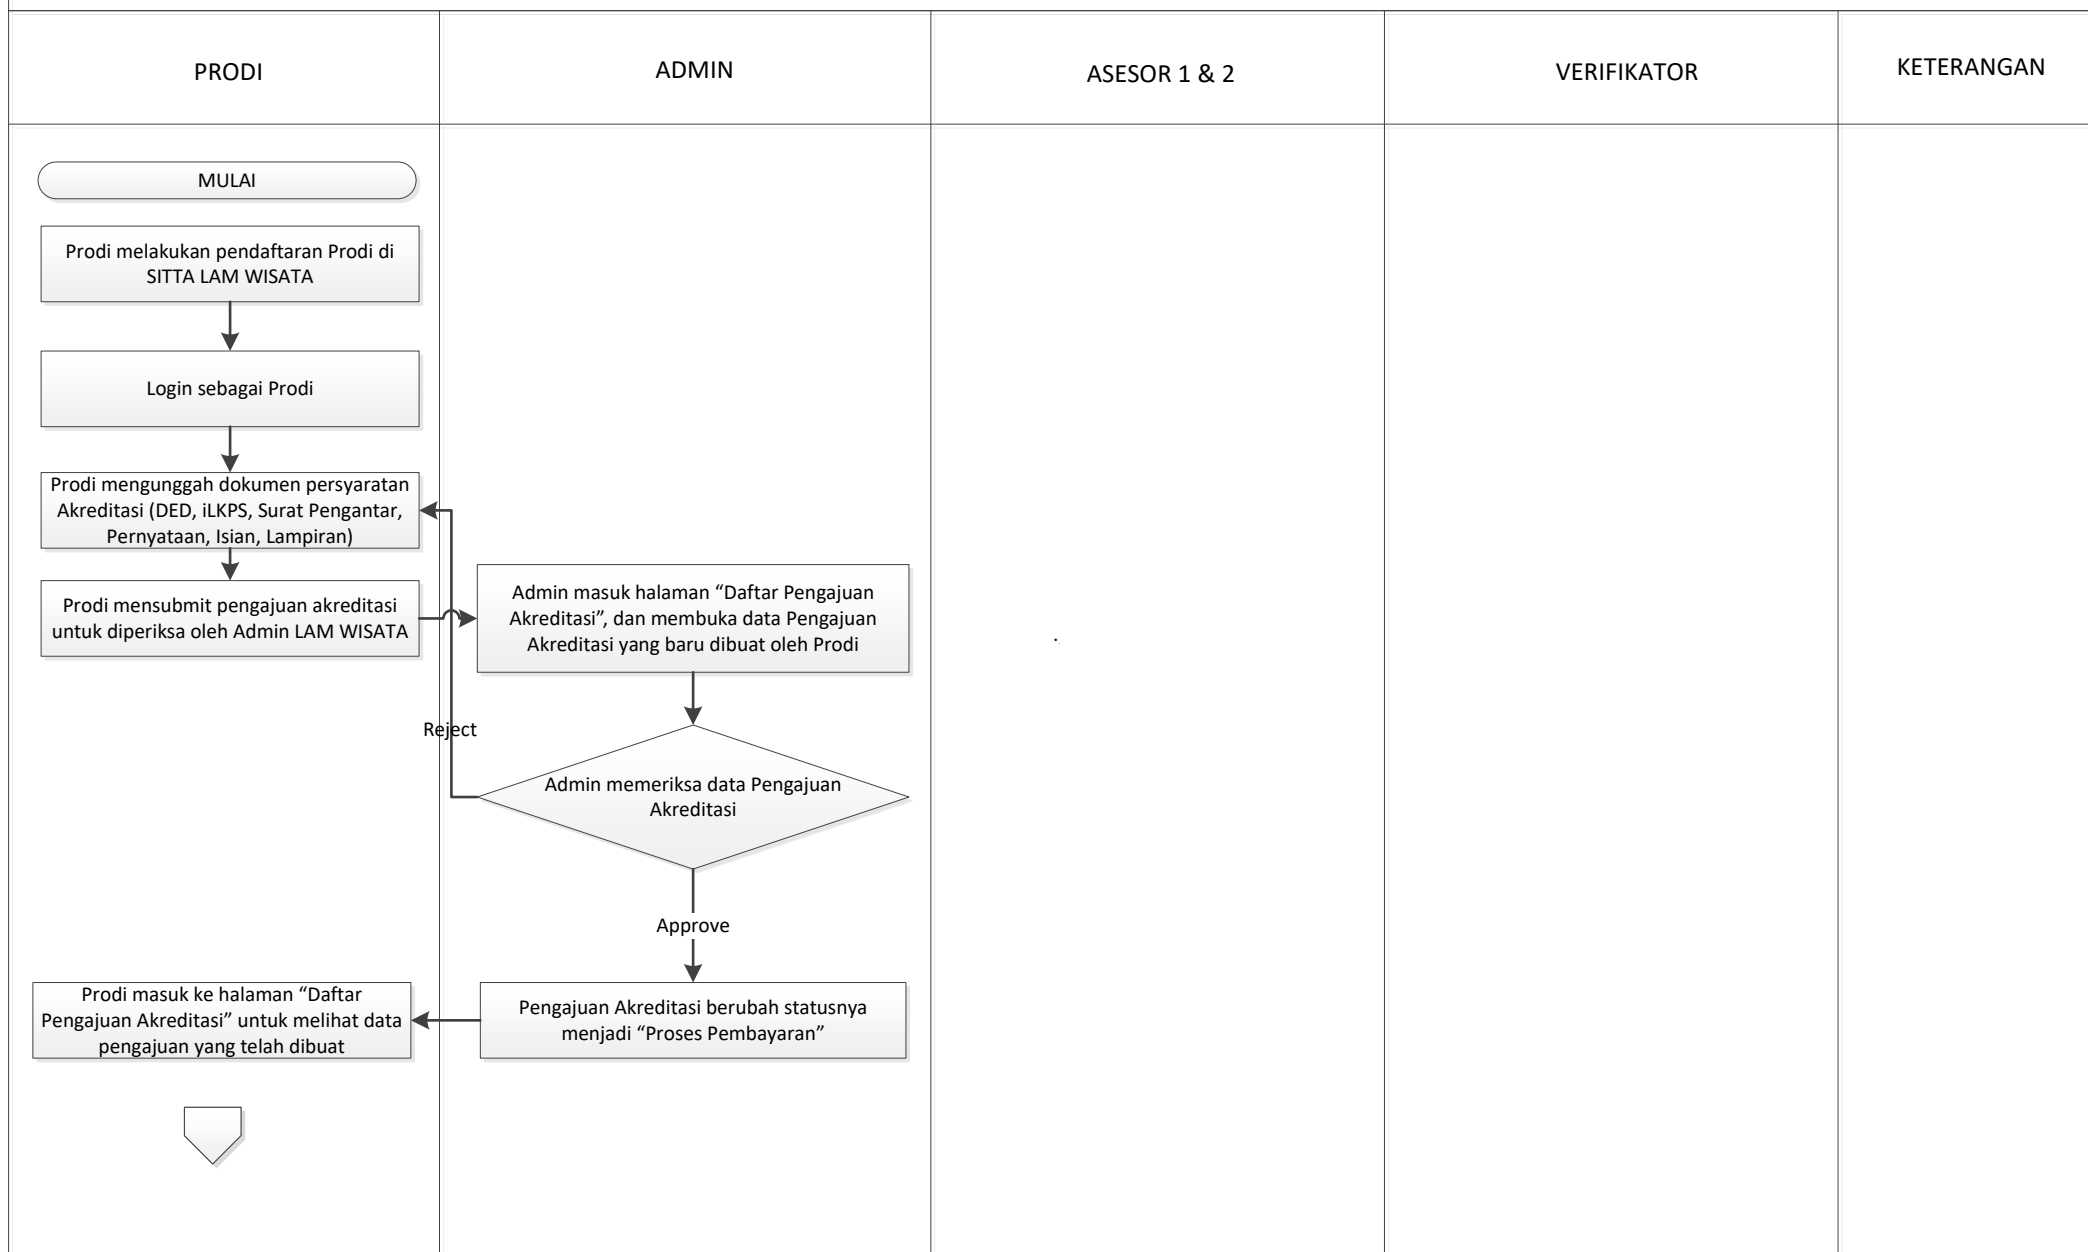 PRODI
ADMIN
ASESOR 1 & 2
VERIFIKATOR
KETERANGAN
MULAI
Prodi melakukan pendaftaran Prodi di
SITTA LAM WISATA
Login sebagai Prodi
Prodi mengunggah dokumen persyaratan
Akreditasi (DED, iLKPS, Surat Pengantar,
Pernyataan, Isian, Lampiran)
Prodi mensubmit pengajuan akreditasi
untuk diperiksa oleh Admin LAM WISATA
Admin masuk halaman “Daftar Pengajuan
Akreditasi”, dan membuka data Pengajuan
Akreditasi yang baru dibuat oleh Prodi
Reject
Admin memeriksa data Pengajuan
Akreditasi
Approve
Pengajuan Akreditasi berubah statusnya
menjadi “Proses Pembayaran”
Prodi masuk ke halaman “Daftar
Pengajuan Akreditasi” untuk melihat data
pengajuan yang telah dibuat